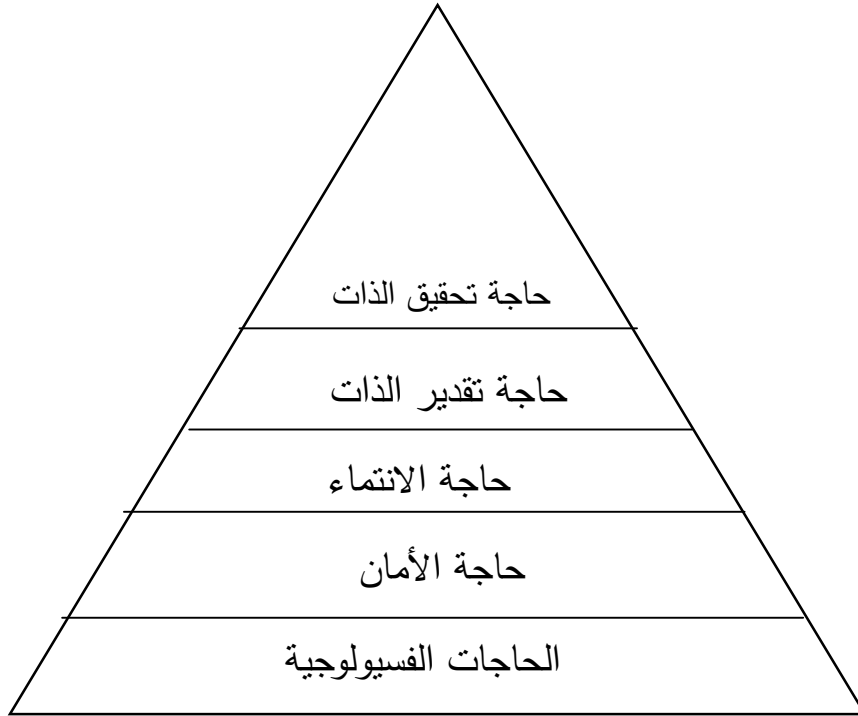 حاجة تحقيق الذات
حاجة تقدير الذات
حاجة الانتماء
حاجة الأمان
الحاجات الفسيولوجية